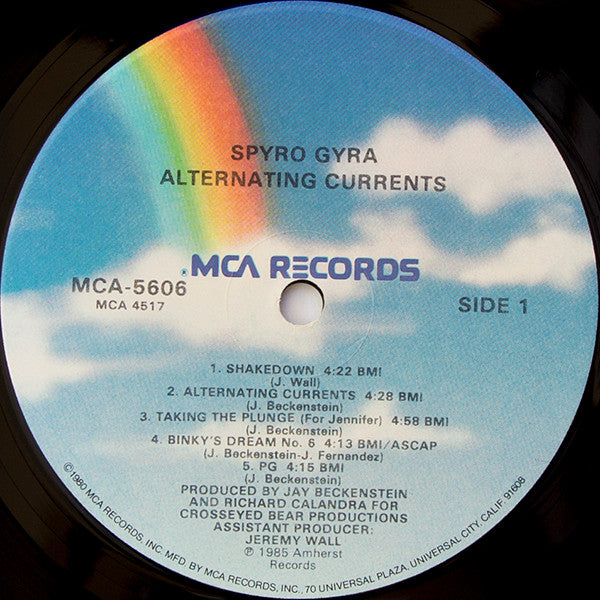 SPYRO GYRA
ALTERNATING CURRENTS
® MCA RECORDS
MCA-5606
MCA 4517
SIDE 1
1. SHAKEDOWN 4:22 BMI
(J. Wall)
2. ALTERNATING CURRENTS 4:28 BMI
(J. Beckenstein)
3. TAKING THE PLUNGE (For Jennifer) 4:58 BMI
(J. Beckenstein)
4. BINKY'S DREAM No. 6 4:13 BMI/ASCAP
(J. Beckenstein-J. Fernandez)
5. PG 4:15 BMI
(J. Beckenstein)
PRODUCED BY JAY BECKENSTEIN
AND RICHARD CALANDRA FOR
CROSSEYED BEAR PRODUCTIONS
ASSISTANT PRODUCER:
JEREMY WALL
℗ 1985 Amherst
Records
©1980 MCA RECORDS, INC. MFD BY MCA RECORDS, INC., 70 UNIVERSAL PLAZA, UNIVERSAL CITY, CALIF. 91608